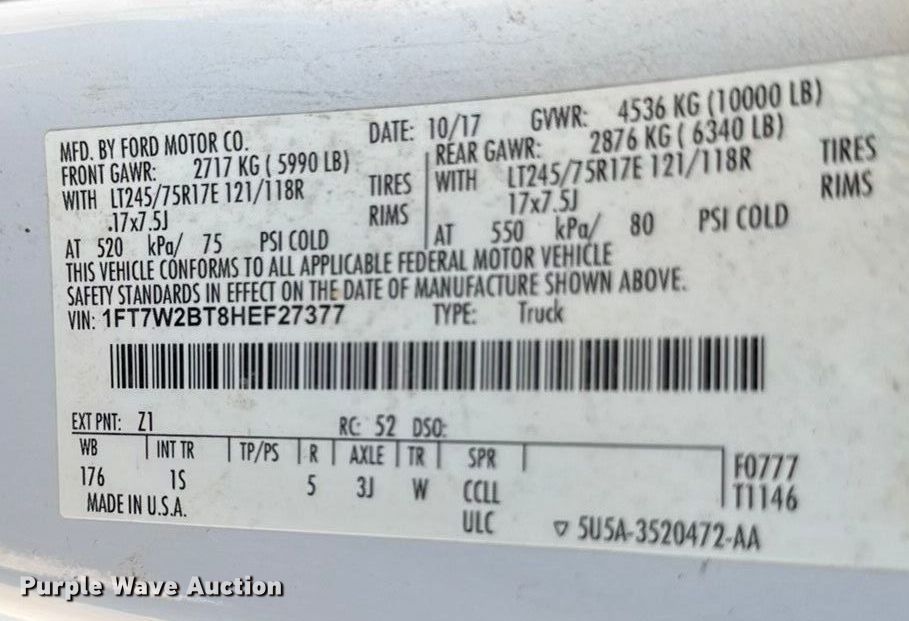 MFD. BY FORD MOTOR CO. DATE: 10/17 GVWR: 4536 KG (10000 LB)
FRONT GAWR: 2717 KG ( 5990 LB) REAR GAWR: 2876 KG ( 6340 LB)
WITH LT245/75R17E 121/118R TIRES WITH LT245/75R17E 121/118R TIRES
.17x7.5J RIMS 17x7.5J RIMS
AT 520 kPa/ 75 PSI COLD AT 550 kPa/ 80 PSI COLD
THIS VEHICLE CONFORMS TO ALL APPLICABLE FEDERAL MOTOR VEHICLE
SAFETY STANDARDS IN EFFECT ON THE DATE OF MANUFACTURE SHOWN ABOVE.
VIN: 1FT7W2BT8HEF27377 TYPE: Truck
EXT PNT: Z1 RC: 52 DSO:
WB INT TR TP/PS R AXLE TR SPR F0777
176 1S 5 3J W CCLL T1146
MADE IN U.S.A. ULC ▽ 5U5A-3520472-AA
Purple Wave Auction